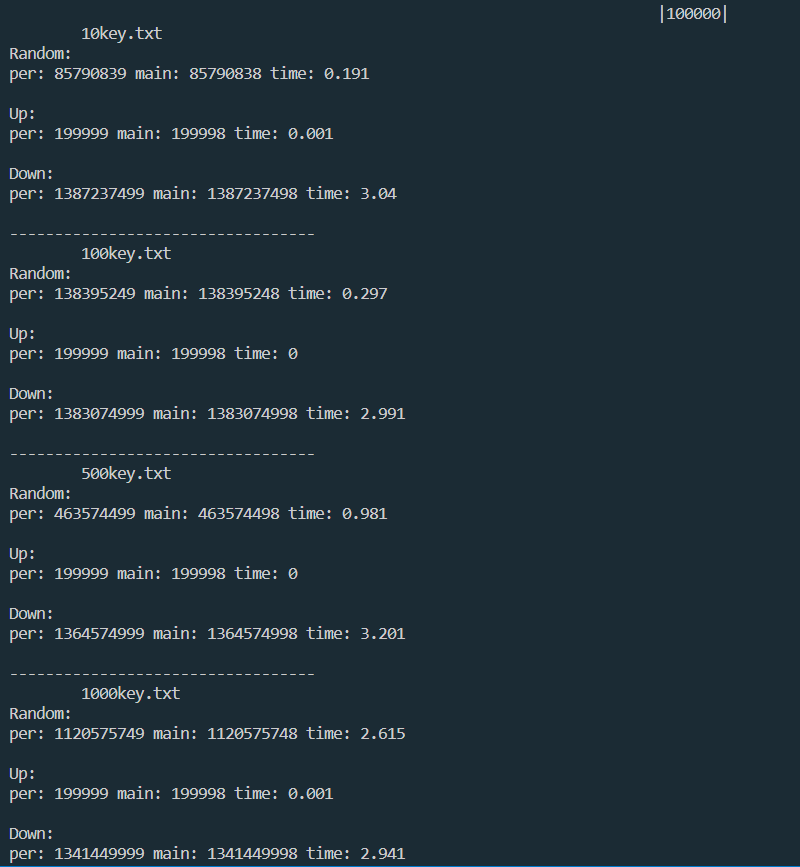 |100000|
10key.txt
Random:
per: 85790839 main: 85790838 time: 0.191
Up:
per: 199999 main: 199998 time: 0.001
Down:
per: 1387237499 main: 1387237498 time: 3.04
----------------------------------
100key.txt
Random:
per: 138395249 main: 138395248 time: 0.297
Up:
per: 199999 main: 199998 time: 0
Down:
per: 1383074999 main: 1383074998 time: 2.991
----------------------------------
500key.txt
Random:
per: 463574499 main: 463574498 time: 0.981
Up:
per: 199999 main: 199998 time: 0
Down:
per: 1364574999 main: 1364574998 time: 3.201
----------------------------------
1000key.txt
Random:
per: 1120575749 main: 1120575748 time: 2.615
Up:
per: 199999 main: 199998 time: 0.001
Down:
per: 1341449999 main: 1341449998 time: 2.941